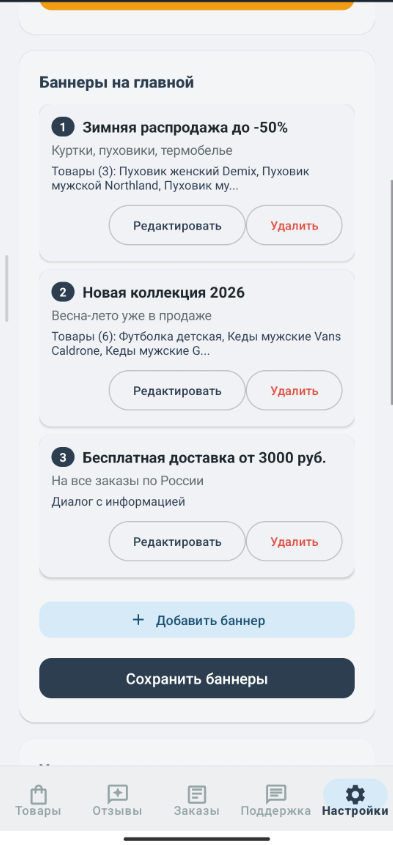 Баннеры на главной
1 Зимняя распродажа до -50%
Куртки, пуховики, термобелье
Товары (3): Пуховик женский Demix, Пуховик
мужской Northland, Пуховик му...
Редактировать Удалить
2 Новая коллекция 2026
Весна-лето уже в продаже
Товары (6): Футболка детская, Кеды мужские Vans
Caldrone, Кеды мужские G...
Редактировать Удалить
3 Бесплатная доставка от 3000 руб.
На все заказы по России
Диалог с информацией
Редактировать Удалить
+ Добавить баннер
Сохранить баннеры
Товары Отзывы Заказы Поддержка Настройки